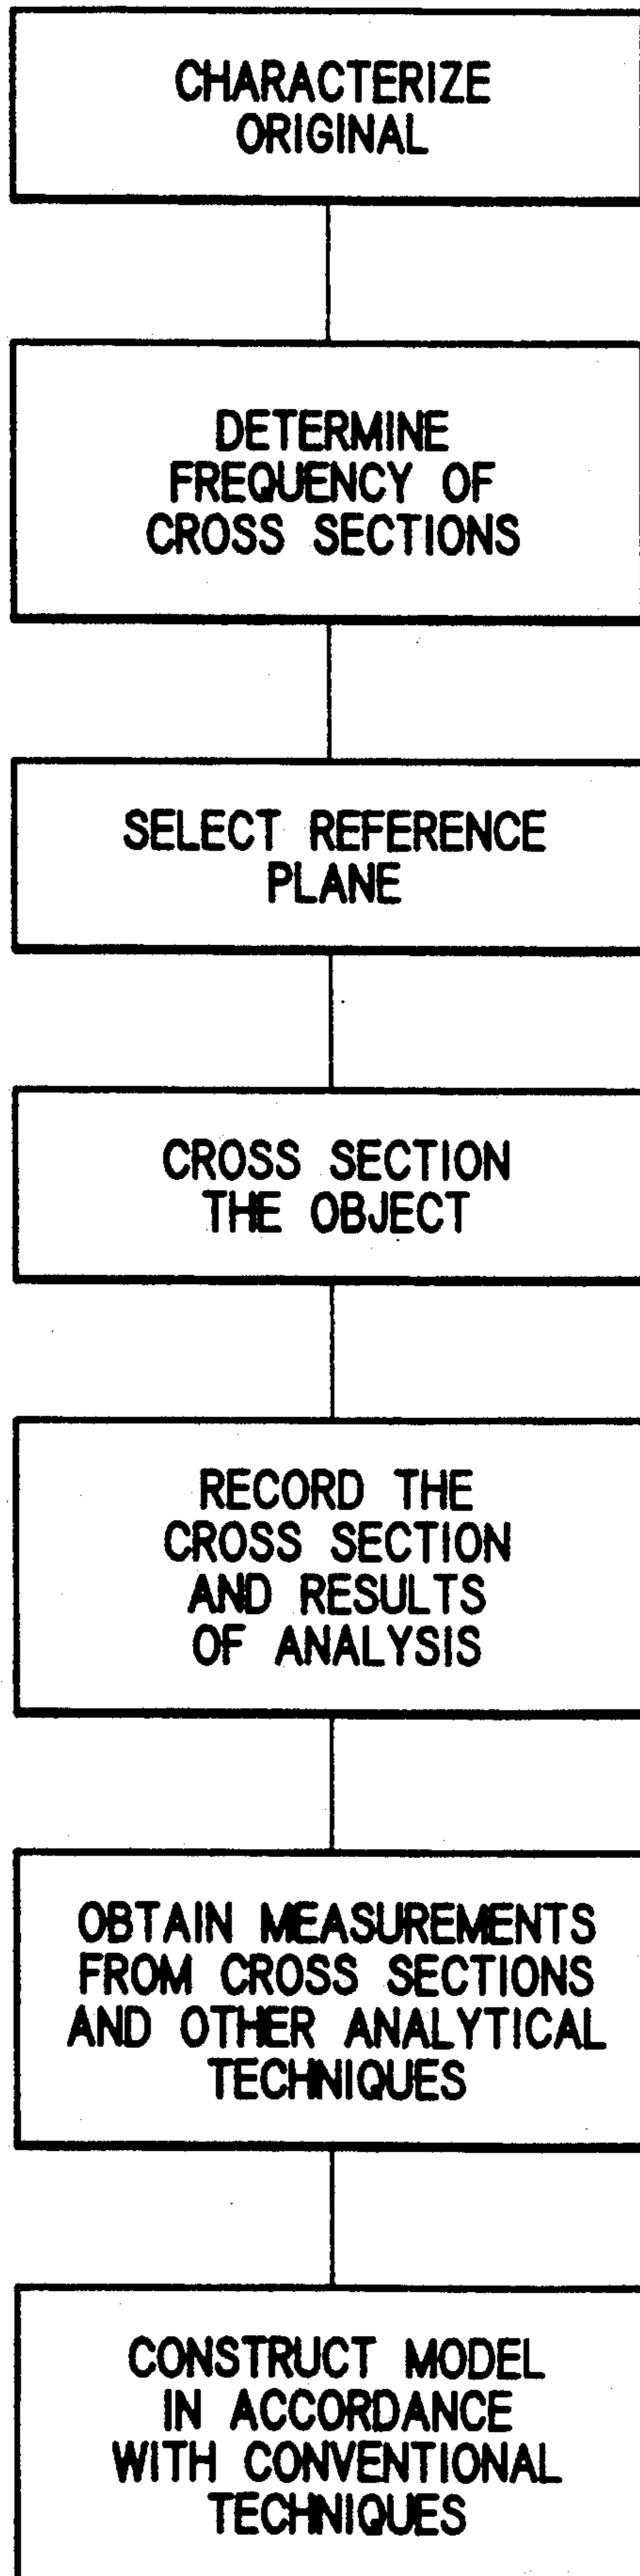 CHARACTERIZE
ORIGINAL
DETERMINE
FREQUENCY OF
CROSS SECTIONS
SELECT REFERENCE
PLANE
CROSS SECTION
THE OBJECT
RECORD THE
CROSS SECTION
AND RESULTS
OF ANALYSIS
OBTAIN MEASUREMENTS
FROM CROSS SECTIONS
AND OTHER ANALYTICAL
TECHNIQUES
CONSTRUCT MODEL
IN ACCORDANCE
WITH CONVENTIONAL
TECHNIQUES